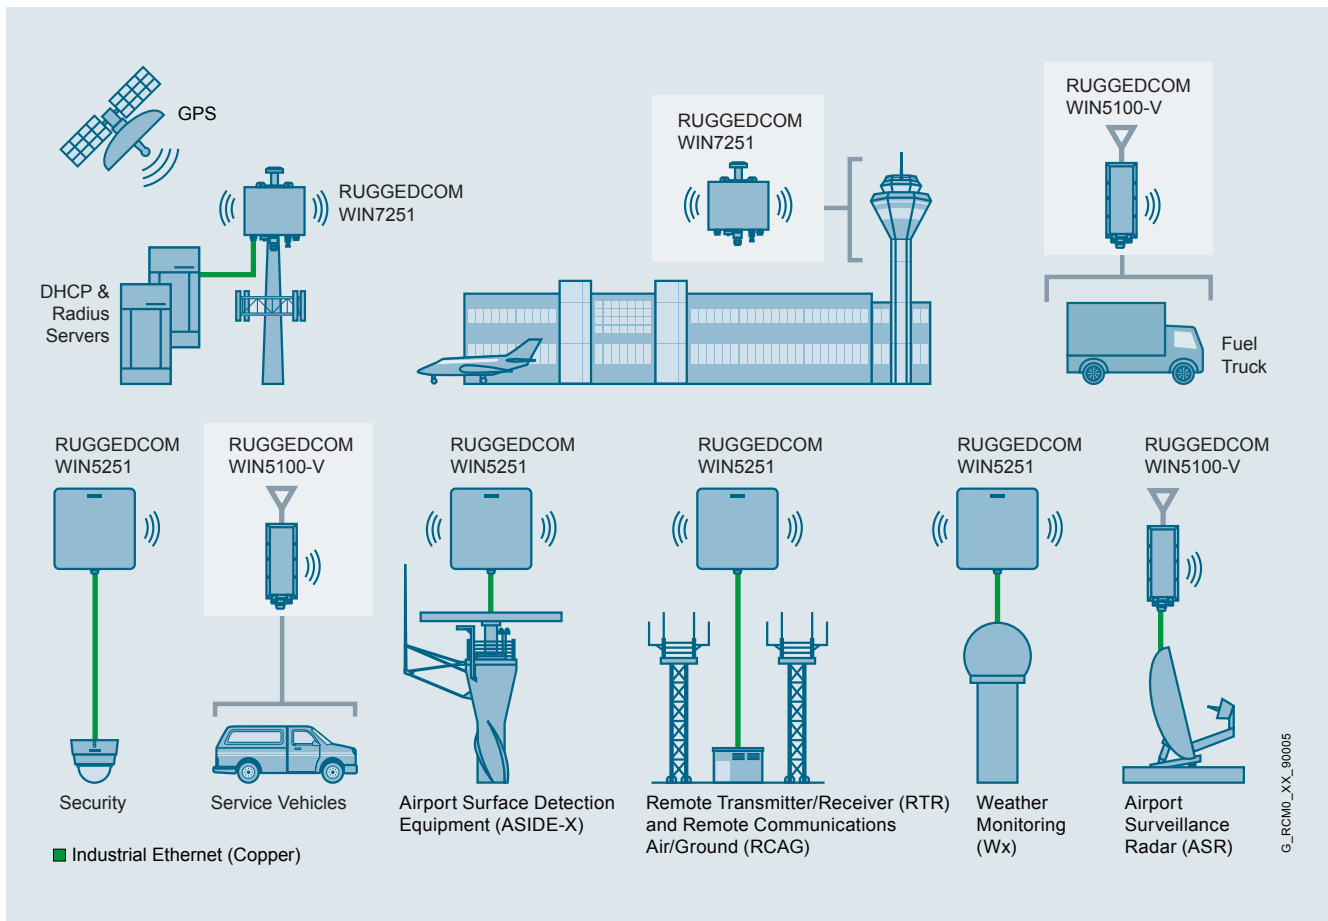 GPS
RUGGEDCOM
WIN7251
DHCP &
Radius
Servers
RUGGEDCOM
WIN7251
RUGGEDCOM
WIN5100-V
Fuel
Truck
RUGGEDCOM
WIN5251
Security
RUGGEDCOM
WIN5100-V
Service Vehicles
RUGGEDCOM
WIN5251
Airport Surface Detection
Equipment (ASIDE-X)
RUGGEDCOM
WIN5251
Remote Transmitter/Receiver (RTR)
and Remote Communications
Air/Ground (RCAG)
RUGGEDCOM
WIN5251
Weather
Monitoring
(Wx)
RUGGEDCOM
WIN5100-V
Airport
Surveillance
Radar (ASR)
Industrial Ethernet (Copper)
G_RCM0_XX_90005